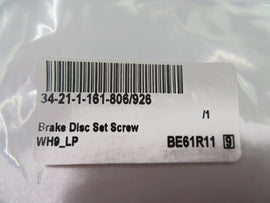 34-21-1-161-806/926
/1
Brake Disc Set Screw
WH9_LP BE61R11 9